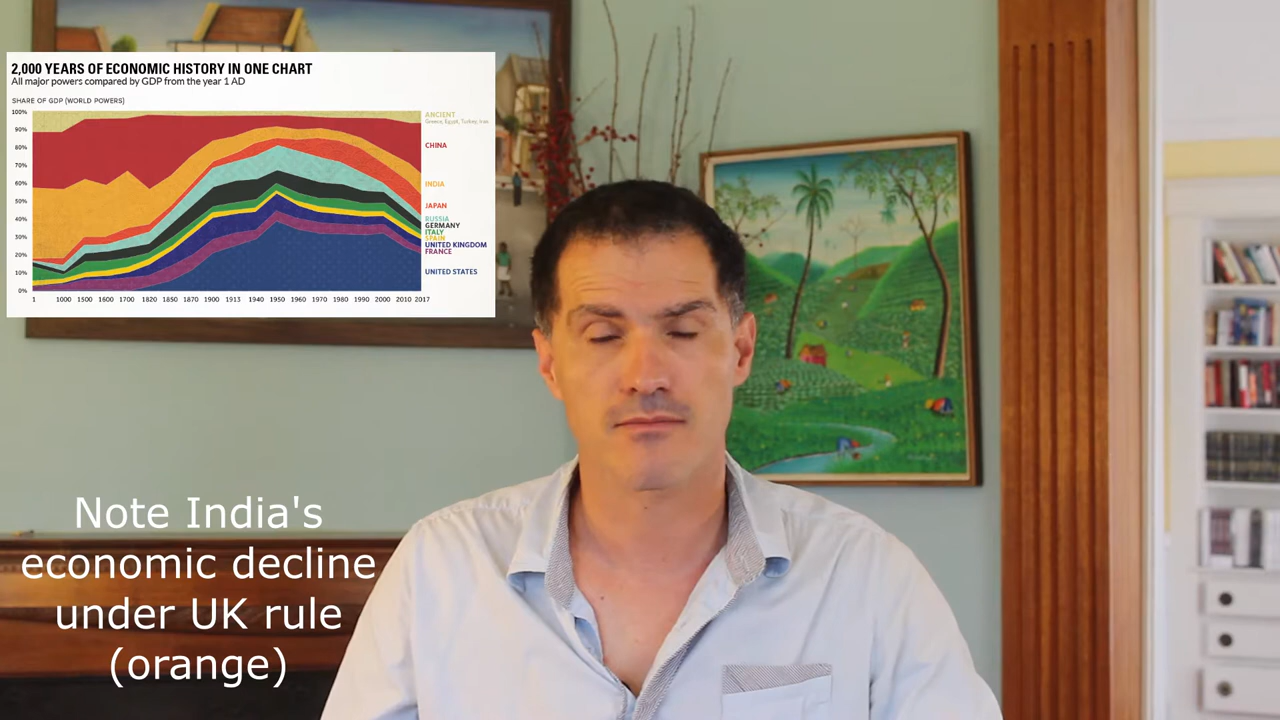 2,000 YEARS OF ECONOMIC HISTORY IN ONE CHART
All major powers compared by GDP from the year 1 AD
SHARE OF GDP (WORLD POWERS)
100%
90%
80%
70%
60%
50%
40%
30%
20%
10%
0%
1 1000 1500 1600 1700 1820 1850 1870 1900 1913 1940 1950 1960 1970 1980 1990 2000 2010 2017
ANCIENT
Greece, Egypt, Turkey, Iran
CHINA
INDIA
JAPAN
RUSSIA
GERMANY
ITALY
SPAIN
UNITED KINGDOM
FRANCE
UNITED STATES
Note India's
economic decline
under UK rule
(orange)